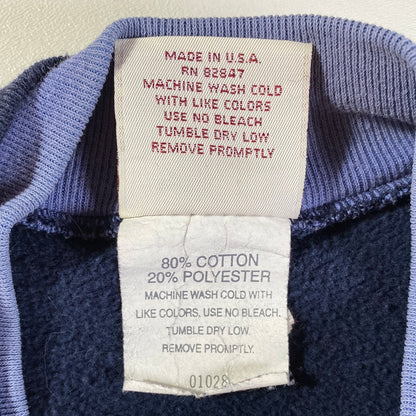 MADE IN U.S.A.
RN 82847
MACHINE WASH COLD
WITH LIKE COLORS
USE NO BLEACH
TUMBLE DRY LOW
REMOVE PROMPTLY
80% COTTON
20% POLYESTER
MACHINE WASH COLD WITH
LIKE COLORS, USE NO BLEACH.
TUMBLE DRY LOW.
REMOVE PROMPTLY.
01028